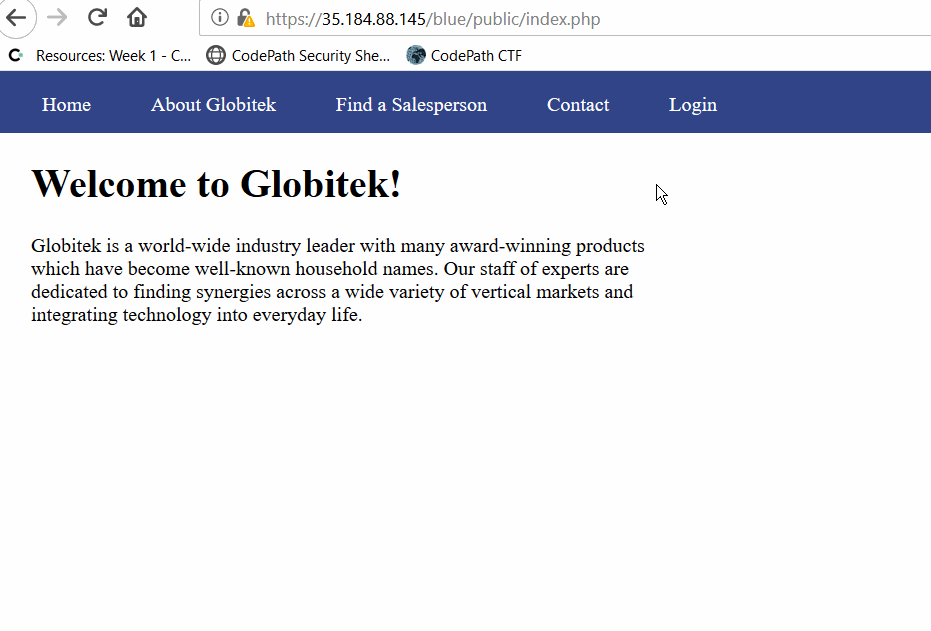 https://35.184.88.145/blue/public/index.php
Resources: Week 1 - C... CodePath Security She... CodePath CTF
Home About Globitek Find a Salesperson Contact Login
Welcome to Globitek!
Globitek is a world-wide industry leader with many award-winning products
which have become well-known household names. Our staff of experts are
dedicated to finding synergies across a wide variety of vertical markets and
integrating technology into everyday life.